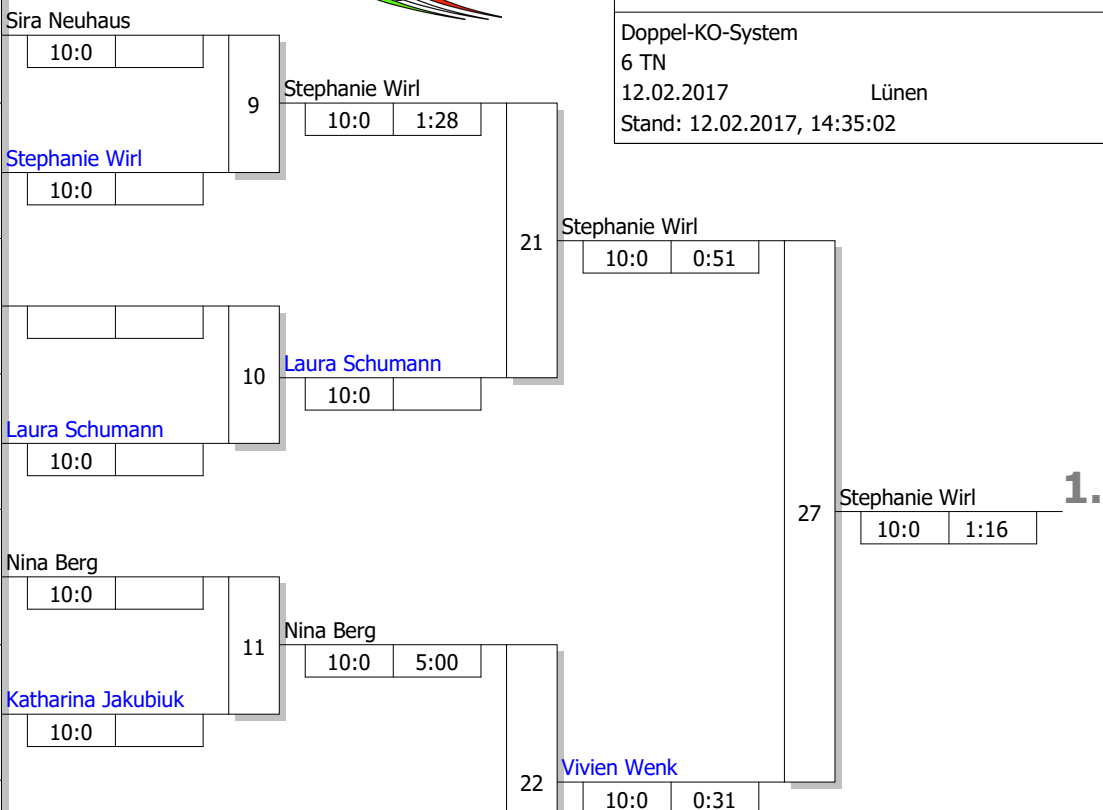 Sira Neuhaus
10:0
Doppel-KO-System
6 TN
12.02.2017 Lünen
Stand: 12.02.2017, 14:35:02
9
Stephanie Wirl
10:0 1:28
Stephanie Wirl
10:0
21
Stephanie Wirl
10:0 0:51
10
Laura Schumann
10:0
Laura Schumann
10:0
27
Stephanie Wirl
10:0 1:16
1.
Nina Berg
10:0
11
Nina Berg
10:0 5:00
Katharina Jakubiuk
10:0
22
Vivien Wenk
10:0 0:31